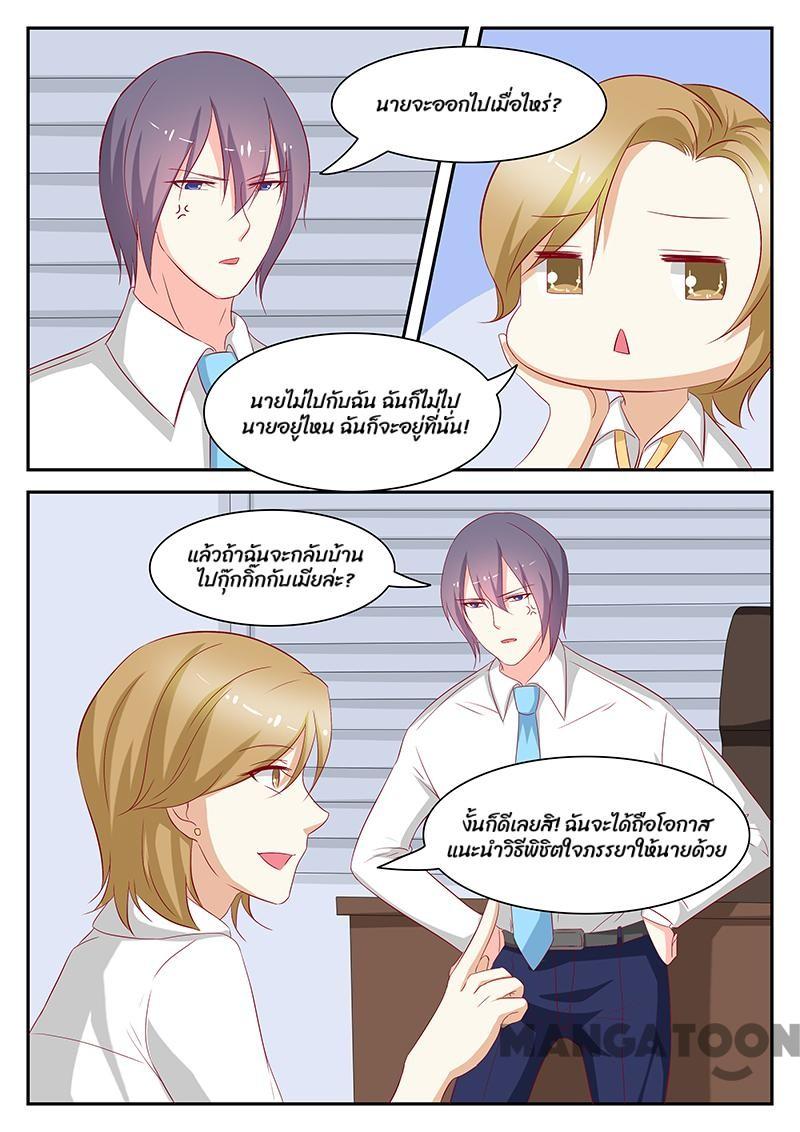 นายจะออกไปเมื่อไหร่?
นายไม่ไปกับฉัน ฉันก็ไม่ไป
นายอยู่ไหน ฉันก็จะอยู่ที่นั่น!
แล้วถ้าฉันจะกลับบ้าน
ไปกุ๊กกิ๊กกับเมียล่ะ?
งั้นก็ดีเลยสิ! ฉันจะได้ถือโอกาส
แนะนำวิธีพิชิตใจภรรยาให้นายด้วย
MANGATOON